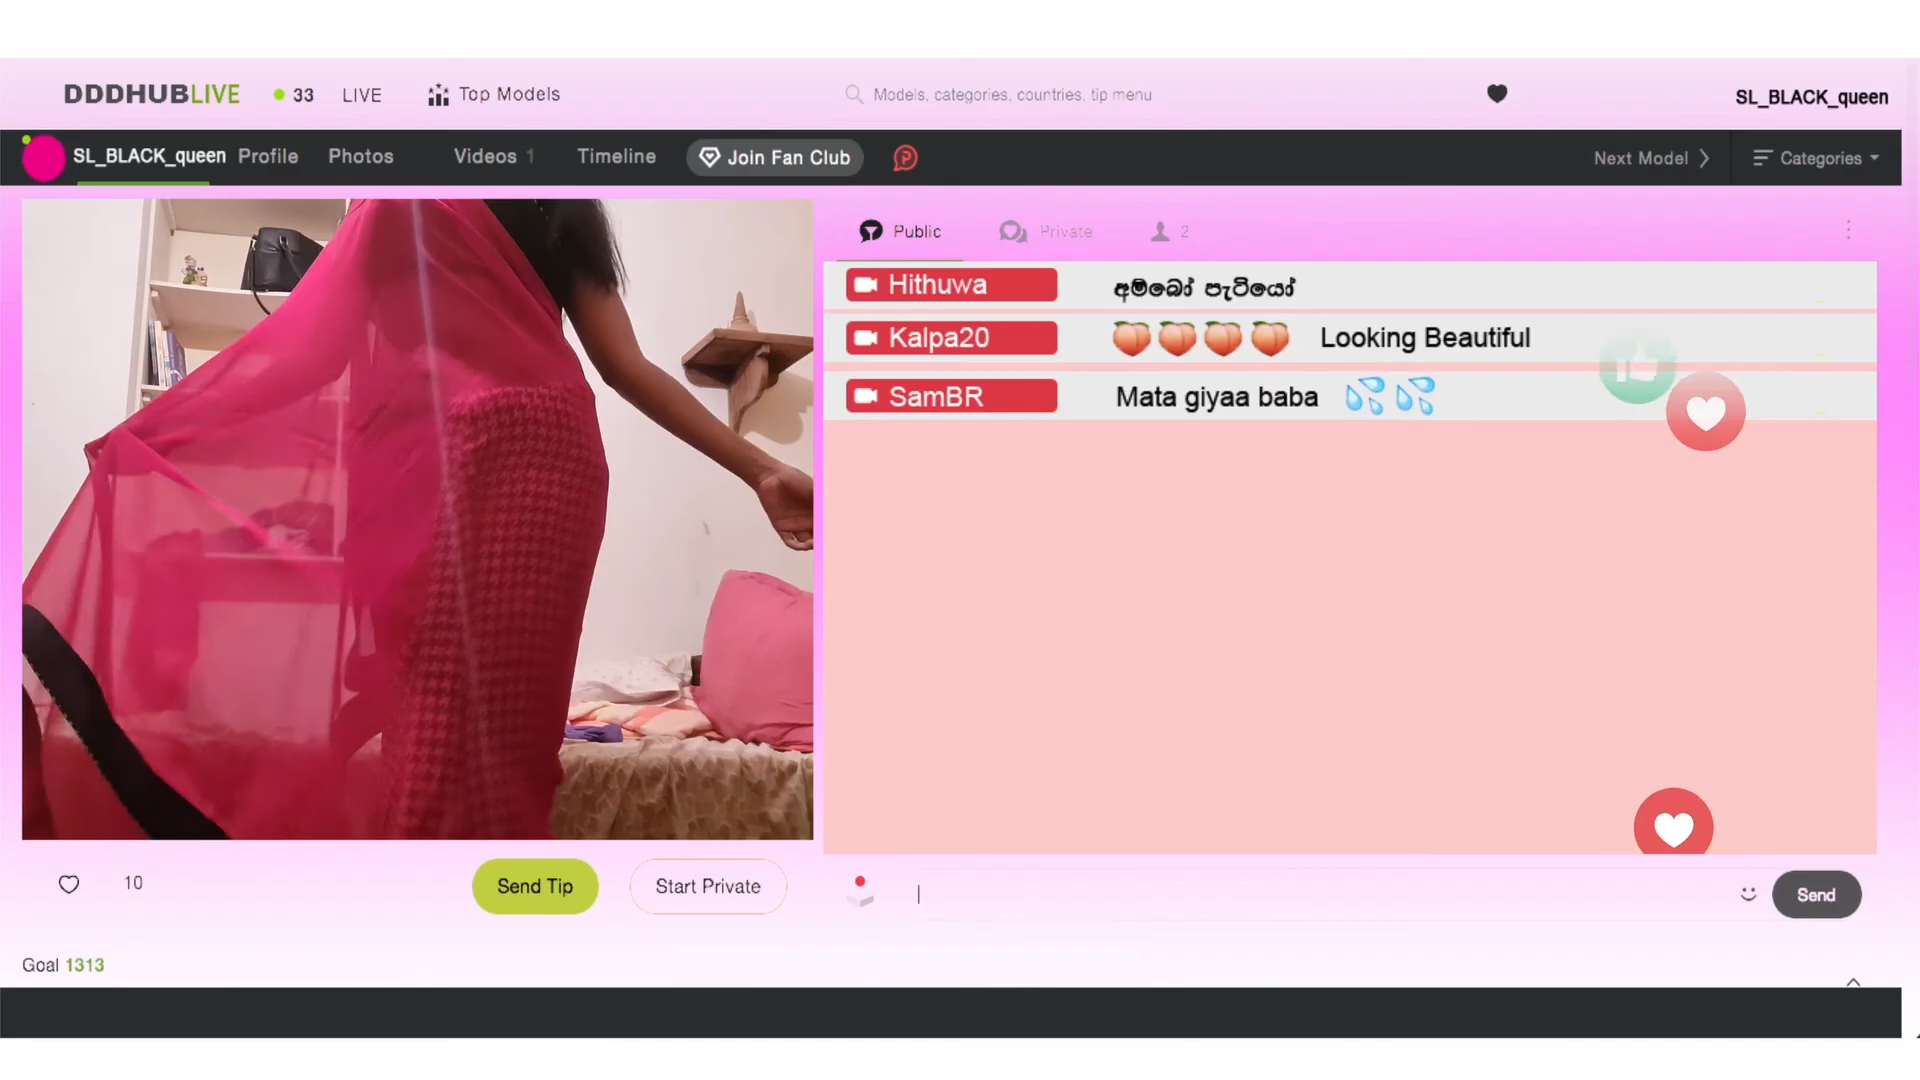 DDDHUBLIVE 33 LIVE Top Models Models, categories, countries, tip menu SL_BLACK_queen
SL_BLACK_queen Profile Photos Videos 1 Timeline Join Fan Club Next Model Categories
Public Private 2
Hithuwa අම්බෝ පැටියෝ
Kalpa20 🍑🍑🍑🍑 Looking Beautiful
SamBR Mata giyaa baba 💦💦
10 Send Tip Start Private Send
Goal 1313